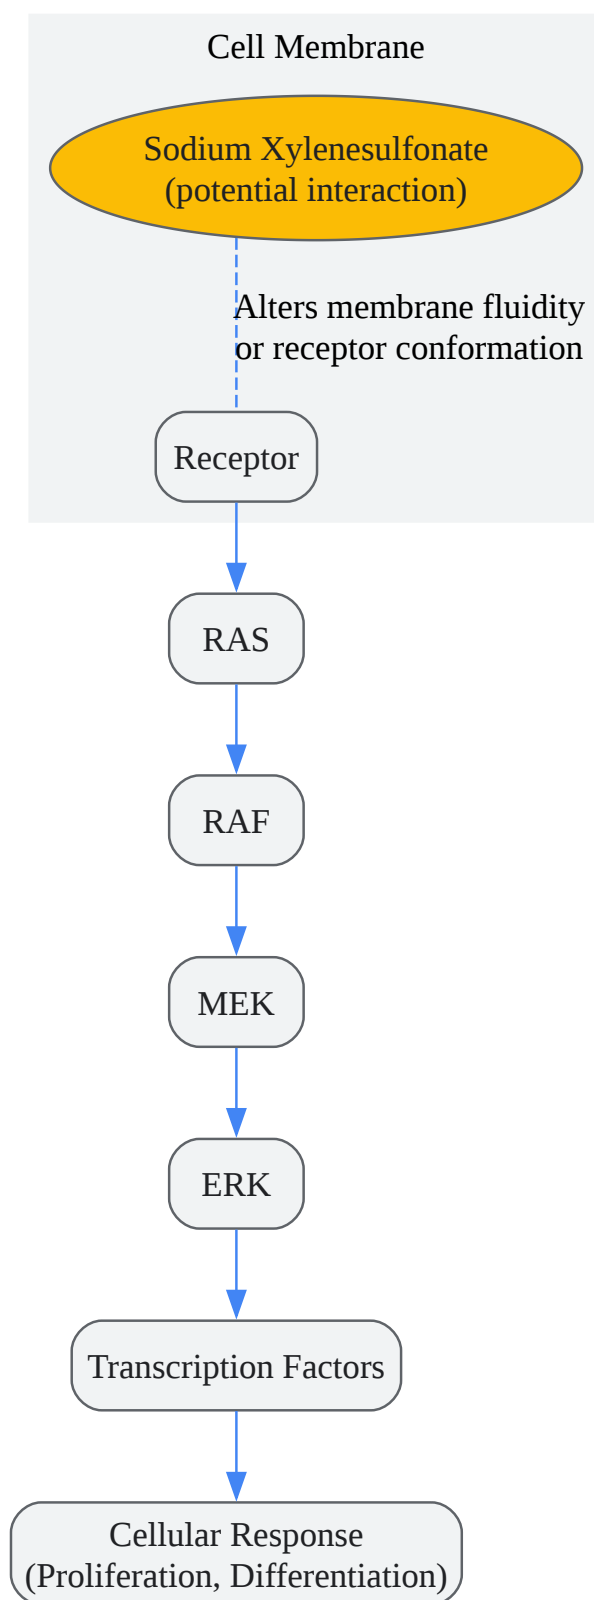 Cell Membrane
Sodium Xylenesulfonate
(potential interaction)
Alters membrane fluidity
or receptor conformation
Receptor
RAS
RAF
MEK
ERK
Transcription Factors
Cellular Response
(Proliferation, Differentiation)